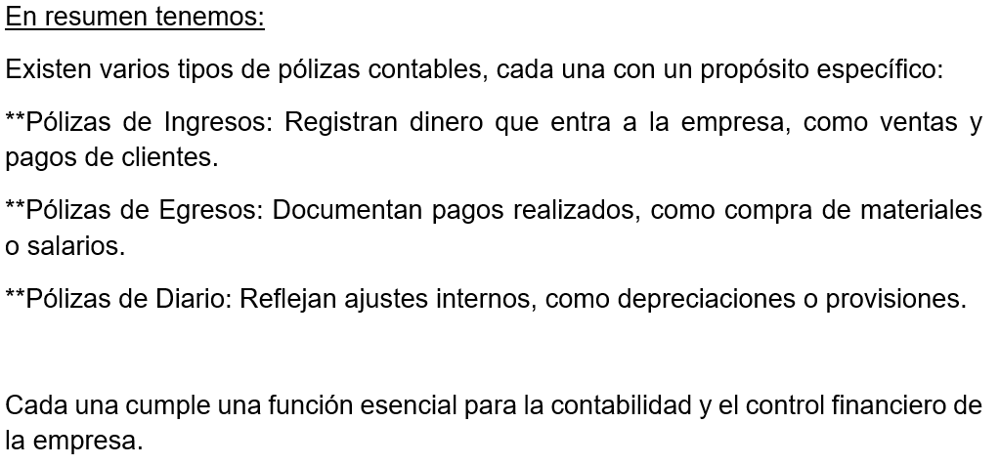 En resumen tenemos:
Existen varios tipos de pólizas contables, cada una con un propósito específico:
**Pólizas de Ingresos: Registran dinero que entra a la empresa, como ventas y
pagos de clientes.
**Pólizas de Egresos: Documentan pagos realizados, como compra de materiales
o salarios.
**Pólizas de Diario: Reflejan ajustes internos, como depreciaciones o provisiones.
Cada una cumple una función esencial para la contabilidad y el control financiero de
la empresa.